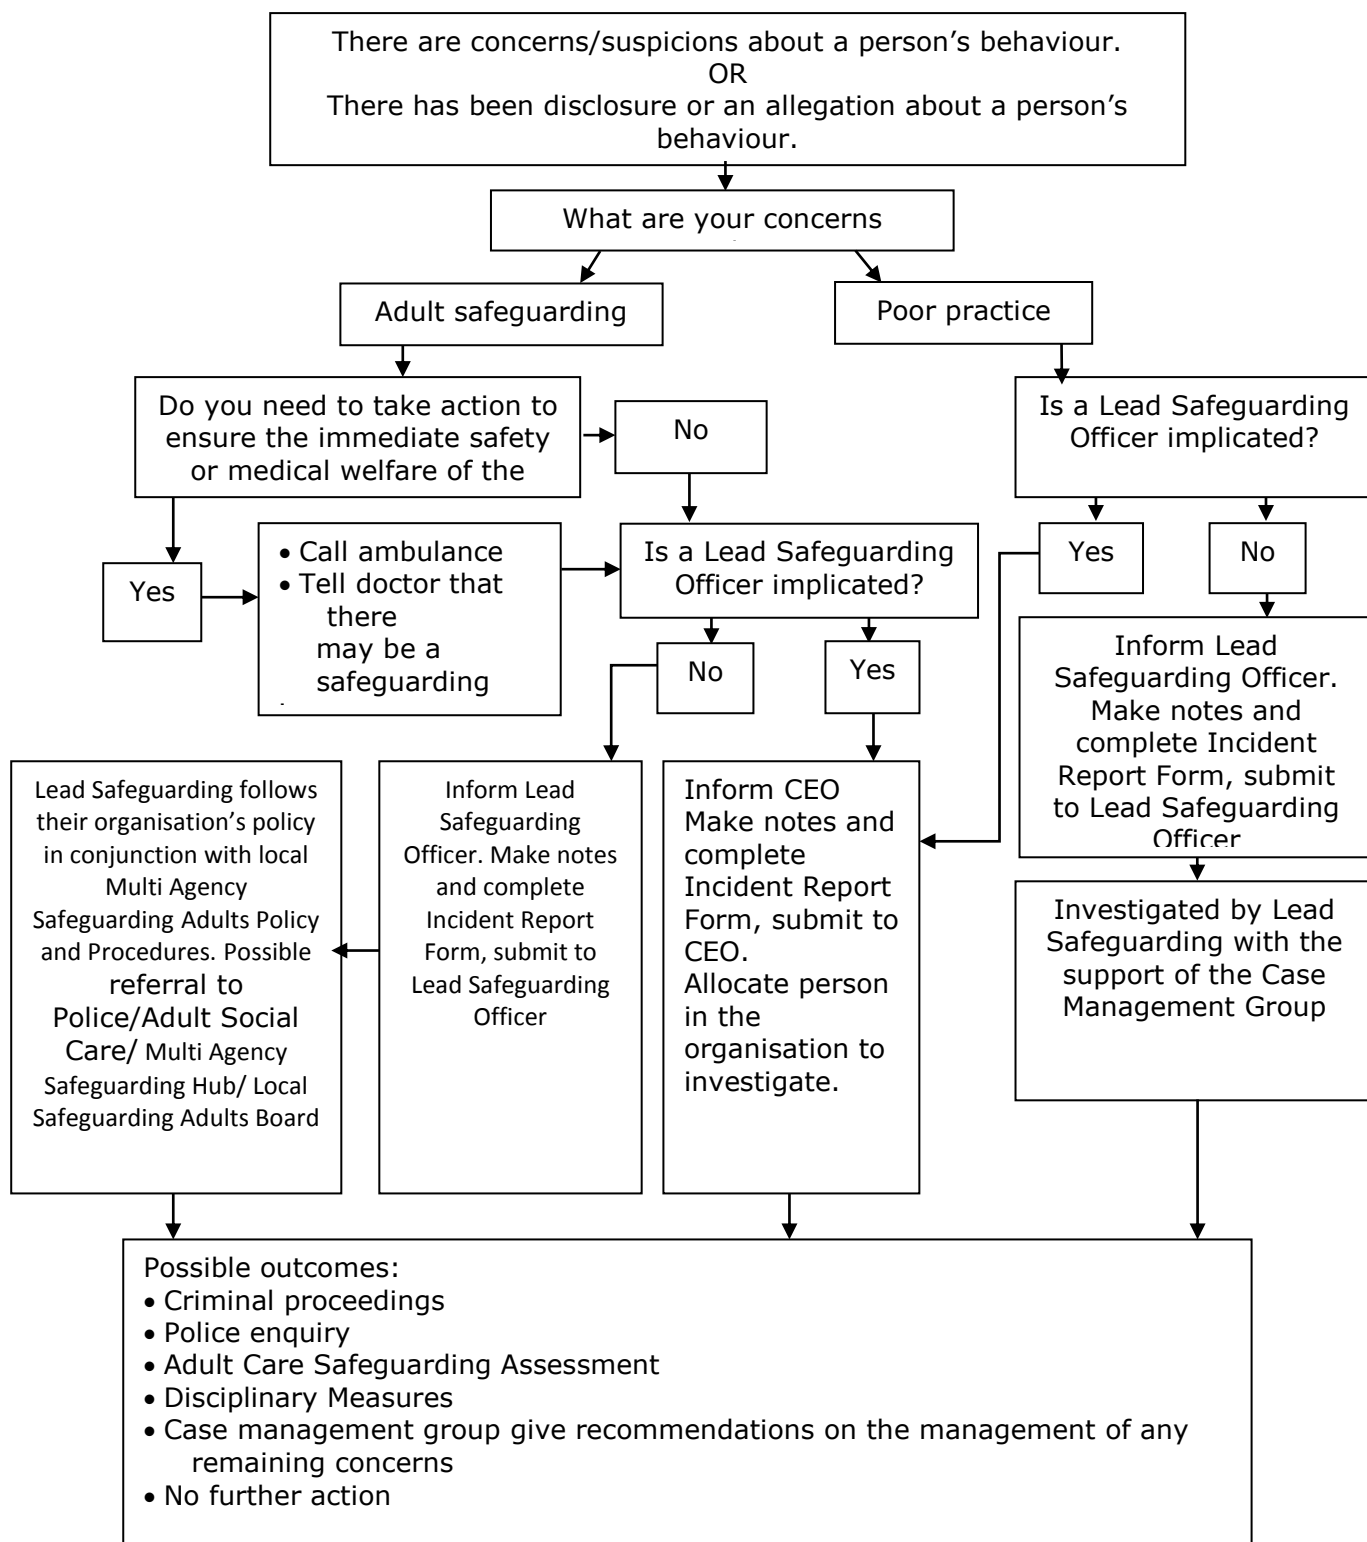 There are concerns/suspicions about a person’s behaviour.
OR
There has been disclosure or an allegation about a person’s
behaviour.
What are your concerns
Adult safeguarding
Poor practice
Do you need to take action to
ensure the immediate safety
or medical welfare of the
No
Is a Lead Safeguarding
Officer implicated?
Yes
• Call ambulance
• Tell doctor that
there
may be a
safeguarding
Is a Lead Safeguarding
Officer implicated?
Yes
No
No
Yes
Inform Lead
Safeguarding Officer.
Make notes and
complete Incident
Report Form, submit
to Lead Safeguarding
Officer
Lead Safeguarding follows
their organisation’s policy
in conjunction with local
Multi Agency
Safeguarding Adults Policy
and Procedures. Possible
referral to
Police/Adult Social
Care/ Multi Agency
Safeguarding Hub/ Local
Safeguarding Adults Board
Inform Lead
Safeguarding
Officer. Make notes
and complete
Incident Report
Form, submit to
Lead Safeguarding
Officer
Inform CEO
Make notes and
complete
Incident Report
Form, submit to
CEO.
Allocate person
in the
organisation to
investigate.
Investigated by Lead
Safeguarding with the
support of the Case
Management Group
Possible outcomes:
• Criminal proceedings
• Police enquiry
• Adult Care Safeguarding Assessment
• Disciplinary Measures
• Case management group give recommendations on the management of any
remaining concerns
• No further action